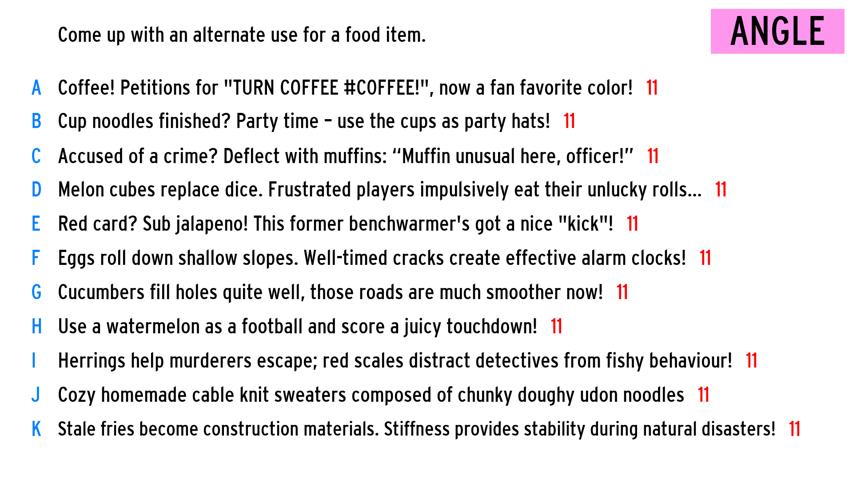 Come up with an alternate use for a food item.
ANGLE
A Coffee! Petitions for "TURN COFFEE #COFFEE!", now a fan favorite color! 11
B Cup noodles finished? Party time – use the cups as party hats! 11
C Accused of a crime? Deflect with muffins: “Muffin unusual here, officer!” 11
D Melon cubes replace dice. Frustrated players impulsively eat their unlucky rolls... 11
E Red card? Sub jalapeno! This former benchwarmer's got a nice "kick"! 11
F Eggs roll down shallow slopes. Well-timed cracks create effective alarm clocks! 11
G Cucumbers fill holes quite well, those roads are much smoother now! 11
H Use a watermelon as a football and score a juicy touchdown! 11
I Herrings help murderers escape; red scales distract detectives from fishy behaviour! 11
J Cozy homemade cable knit sweaters composed of chunky doughy udon noodles 11
K Stale fries become construction materials. Stiffness provides stability during natural disasters! 11